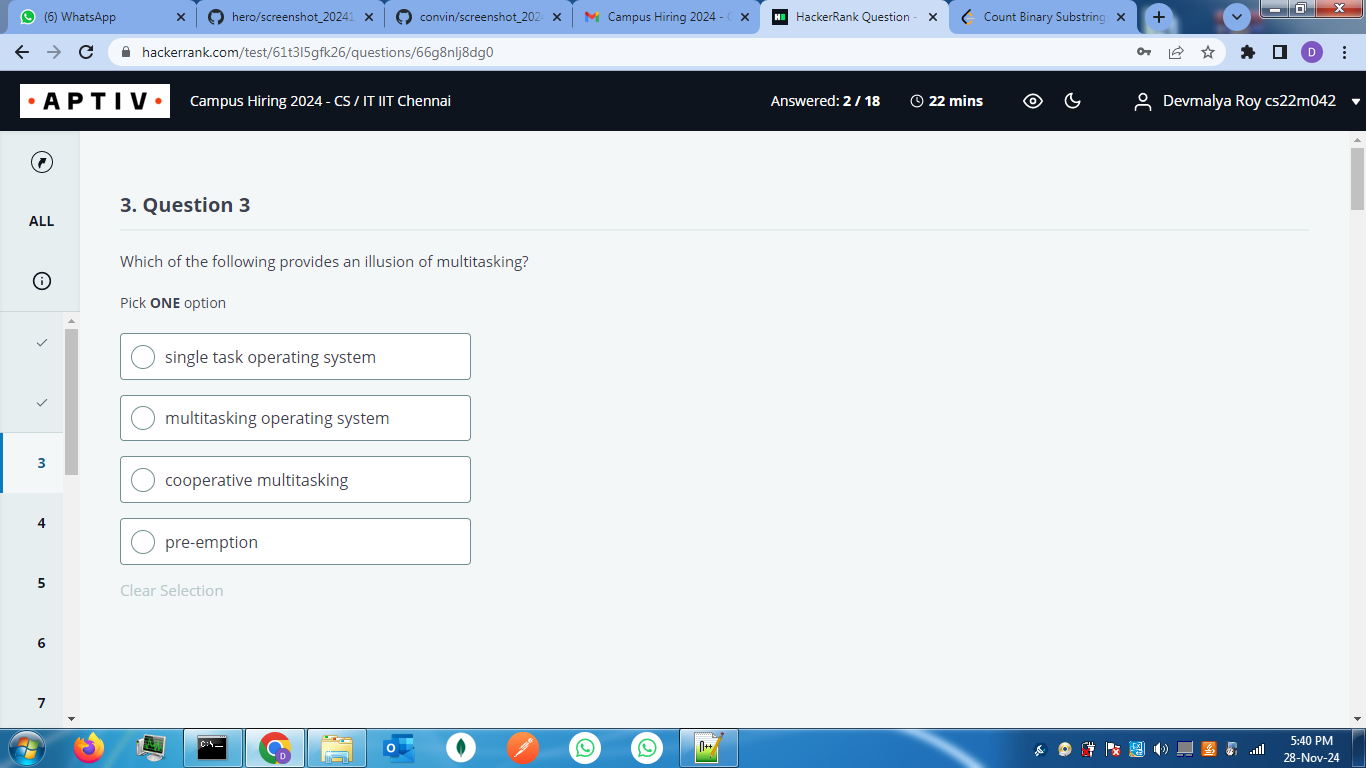 (6) WhatsApp
hero/screenshot_20241
convin/screenshot_202
Campus Hiring 2024 - C
HackerRank Question -
Count Binary Substring
hackerrank.com/test/61t3l5gfk26/questions/66g8nlj8dg0
D
• A P T I V •
Campus Hiring 2024 - CS / IT IIT Chennai
Answered: 2 / 18
22 mins
Devmalya Roy cs22m042
ALL
3
4
5
6
7
3. Question 3
Which of the following provides an illusion of multitasking?
Pick ONE option
single task operating system
multitasking operating system
cooperative multitasking
pre-emption
Clear Selection
5:40 PM
28-Nov-24